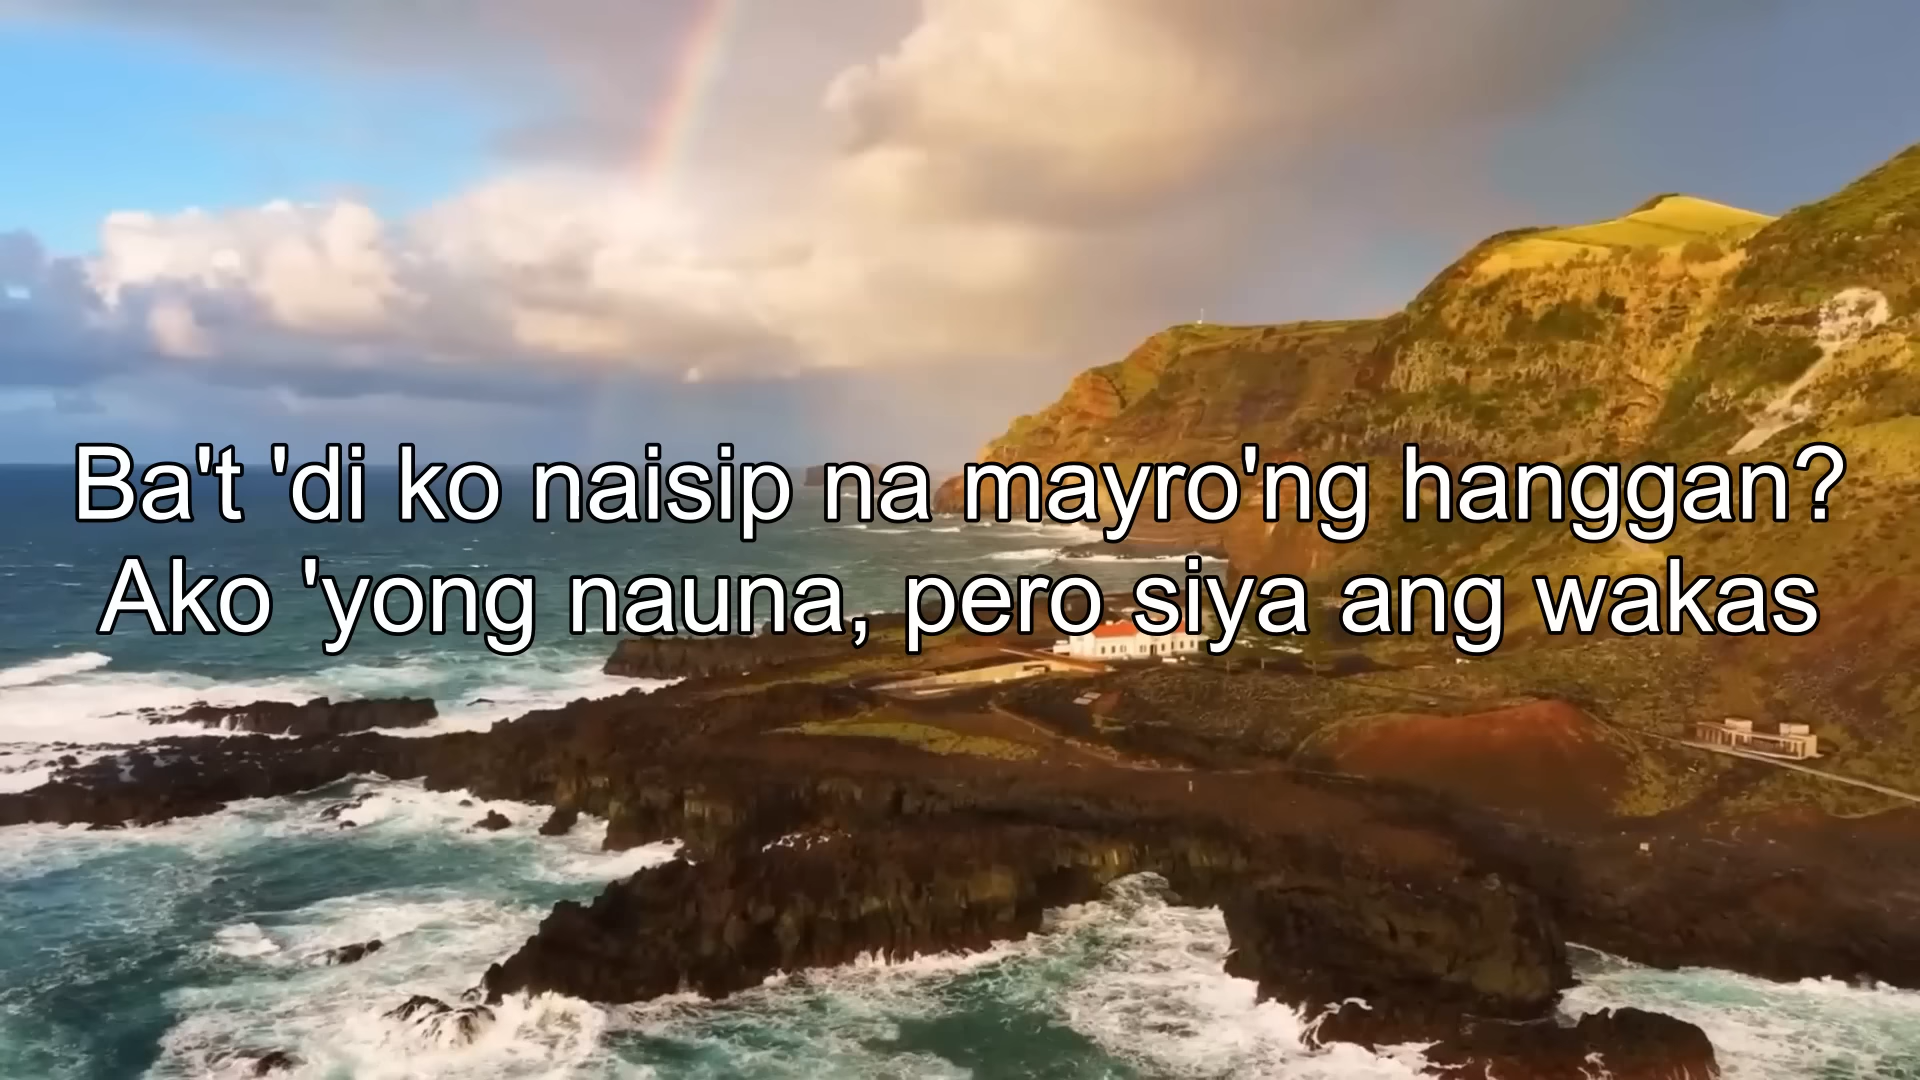 Ba't 'di ko naisip na mayro'ng hanggan?
Ako 'yong nauna, pero siya ang wakas